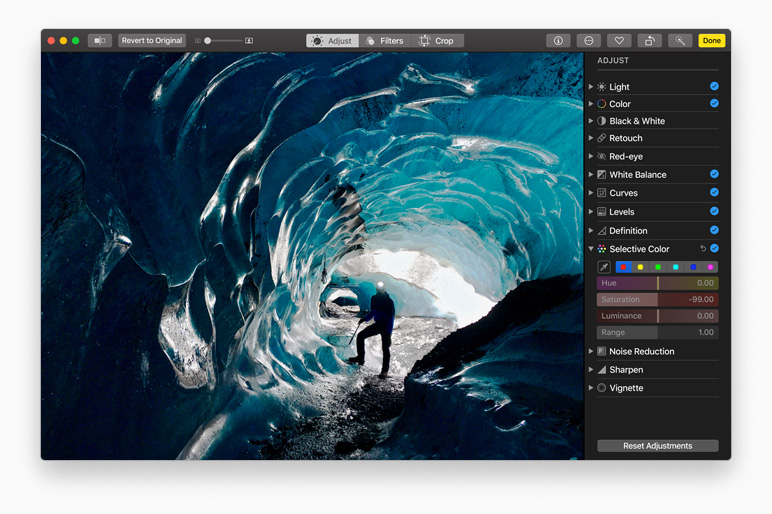 Revert to Original
Adjust
Filters
Crop
Done
ADJUST
Light
Color
Black & White
Retouch
Red-eye
White Balance
Curves
Levels
Definition
Selective Color
Hue 0.00
Saturation -99.00
Luminance 0.00
Range 1.00
Noise Reduction
Sharpen
Vignette
Reset Adjustments